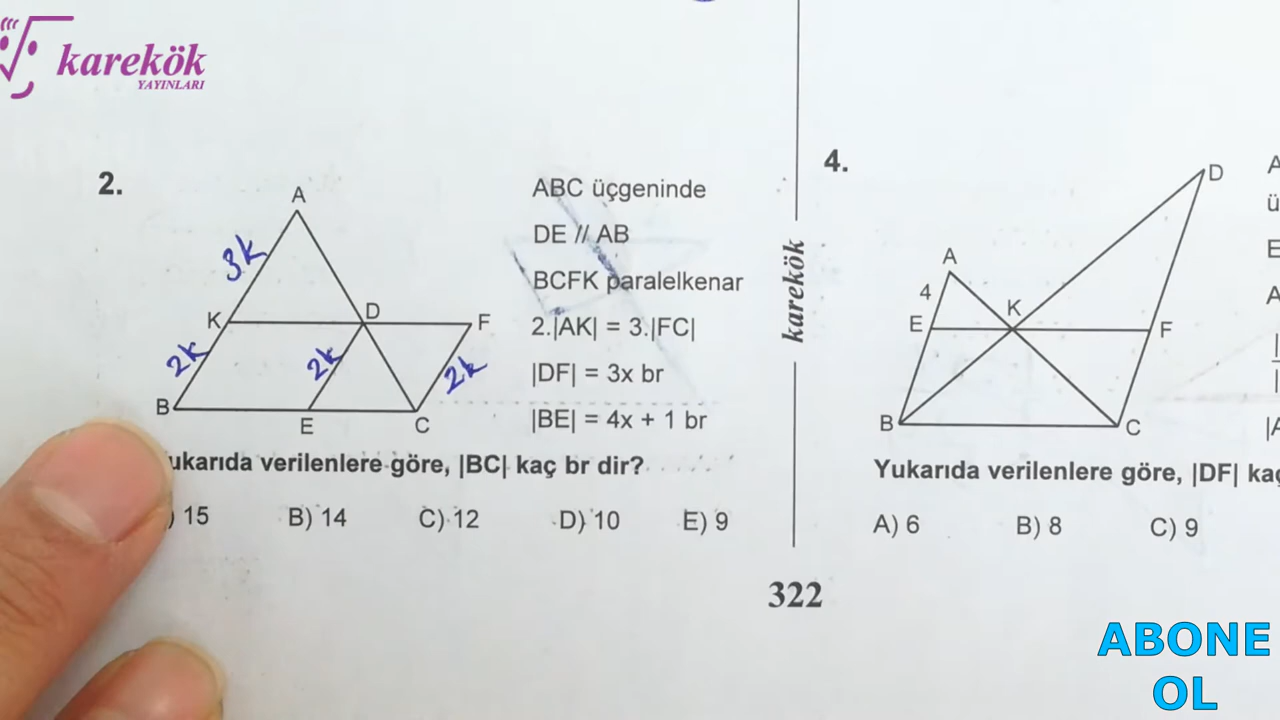 karekök
YAYINLARI
2.
A
K
D
F
B
E
C
3k
2k
2k
2k
ABC üçgeninde
DE // AB
BCFK paralelkenar
2.|AK| = 3.|FC|
|DF| = 3x br
|BE| = 4x + 1 br
ukarıda verilenlere göre, |BC| kaç br dir?
) 15 B) 14 C) 12 D) 10 E) 9
karekök
322
4.
D
A
4
K
E
F
B
C
A
ü
E
A
|A
Yukarıda verilenlere göre, |DF| kaç
A) 6 B) 8 C) 9
ABONE
OL